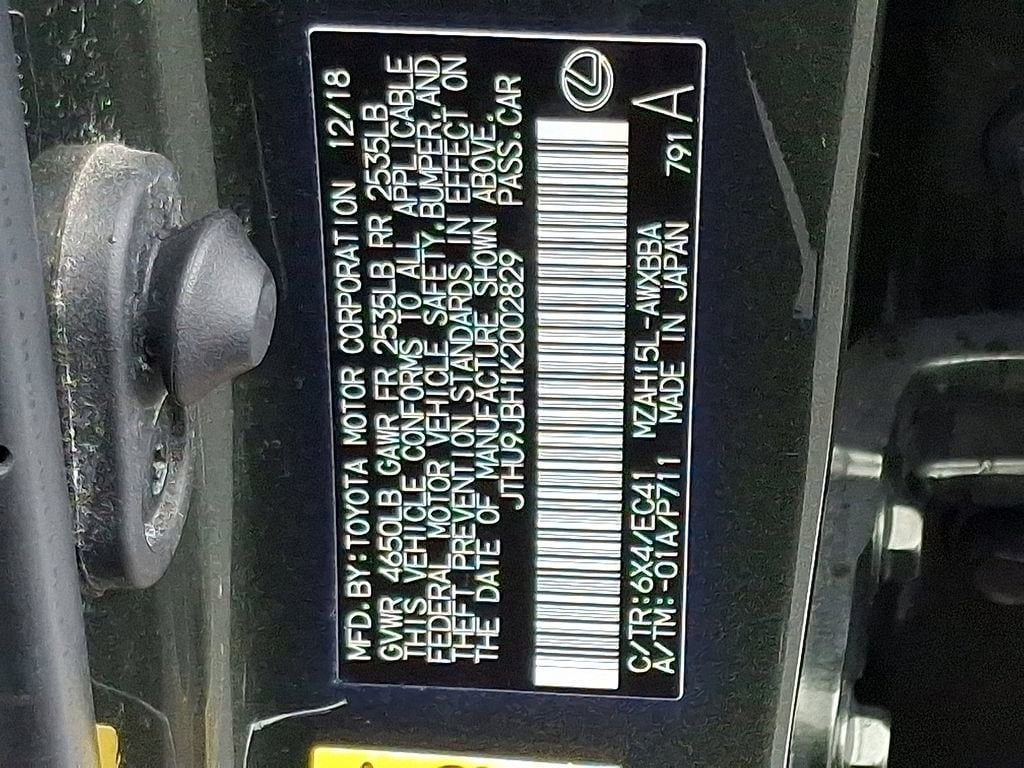 MFD.BY:TOYOTA MOTOR CORPORATION 12/18
GVWR 4650LB GAWR FR 2535LB RR 2535LB
THIS VEHICLE CONFORMS TO ALL APPLICABLE
FEDERAL MOTOR VEHICLE SAFETY,BUMPER,AND
THEFT PREVENTION STANDARDS IN EFFECT ON
THE DATE OF MANUFACTURE SHOWN ABOVE.
JTHU9JBH1K2002829 PASS.CAR
C/TR:6X4/EC41 MZAH15L-AWXBBA
A/TM:-01A/P711 MADE IN JAPAN 791 A